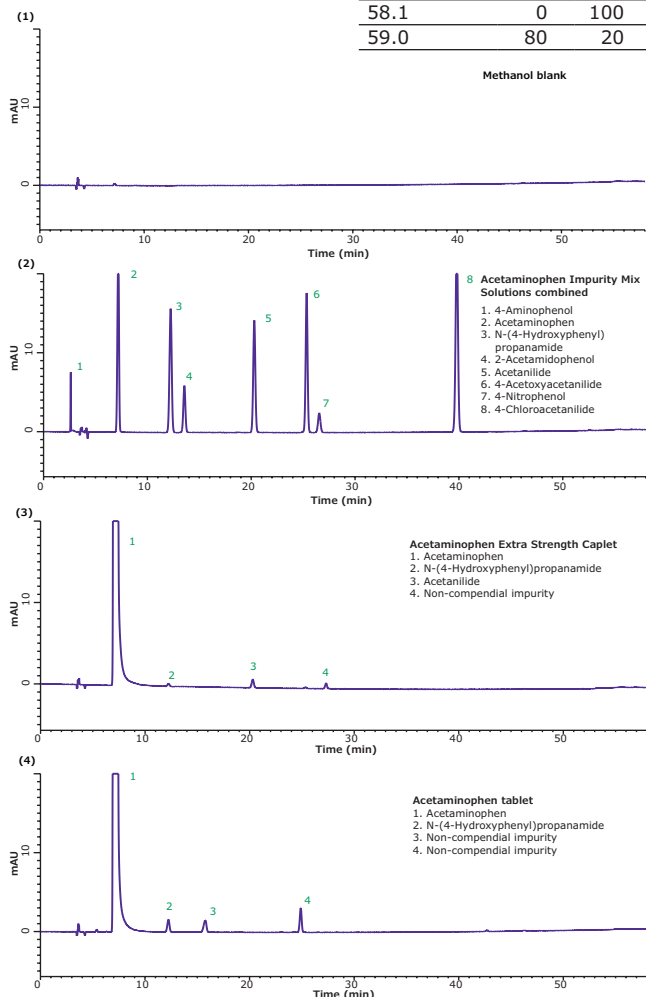 58.1 0 100
59.0 80 20
(1)
Methanol blank
mAU
10
0
0 10 20 30 40 50
Time (min)
(2)
2
8
Acetaminophen Impurity Mix
Solutions combined
1. 4-Aminophenol
2. Acetaminophen
3. N-(4-Hydroxyphenyl)
propanamide
4. 2-Acetamidophenol
5. Acetanilide
6. 4-Acetoxyacetanilide
7. 4-Nitrophenol
8. 4-Chloroacetanilide
6
3
5
1
4
7
mAU
10
0
0 10 20 30 40 50
Time (min)
(3)
1
Acetaminophen Extra Strength Caplet
1. Acetaminophen
2. N-(4-Hydroxyphenyl)propanamide
3. Acetanilide
4. Non-compendial impurity
2
3
4
mAU
10
0
0 10 20 30 40 50
Time (min)
(4)
1
Acetaminophen tablet
1. Acetaminophen
2. N-(4-Hydroxyphenyl)propanamide
3. Non-compendial impurity
4. Non-compendial impurity
2
3
4
mAU
10
0
0 10 20 30 40 50
Time (min)